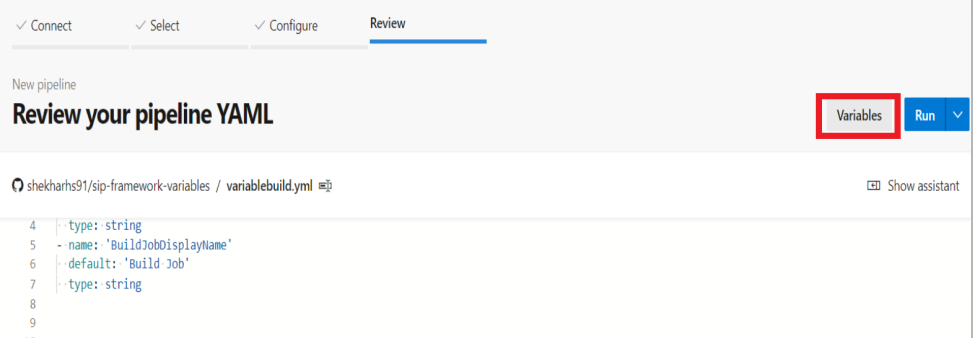 ✓ Connect ✓ Select ✓ Configure Review
New pipeline
Review your pipeline YAML
Variables Run
shekharhs91/sip-framework-variables / variablebuild.yml
Show assistant
4 type: string
5 - name: 'BuildJobDisplayName'
6 default: 'Build Job'
7 type: string
8
9